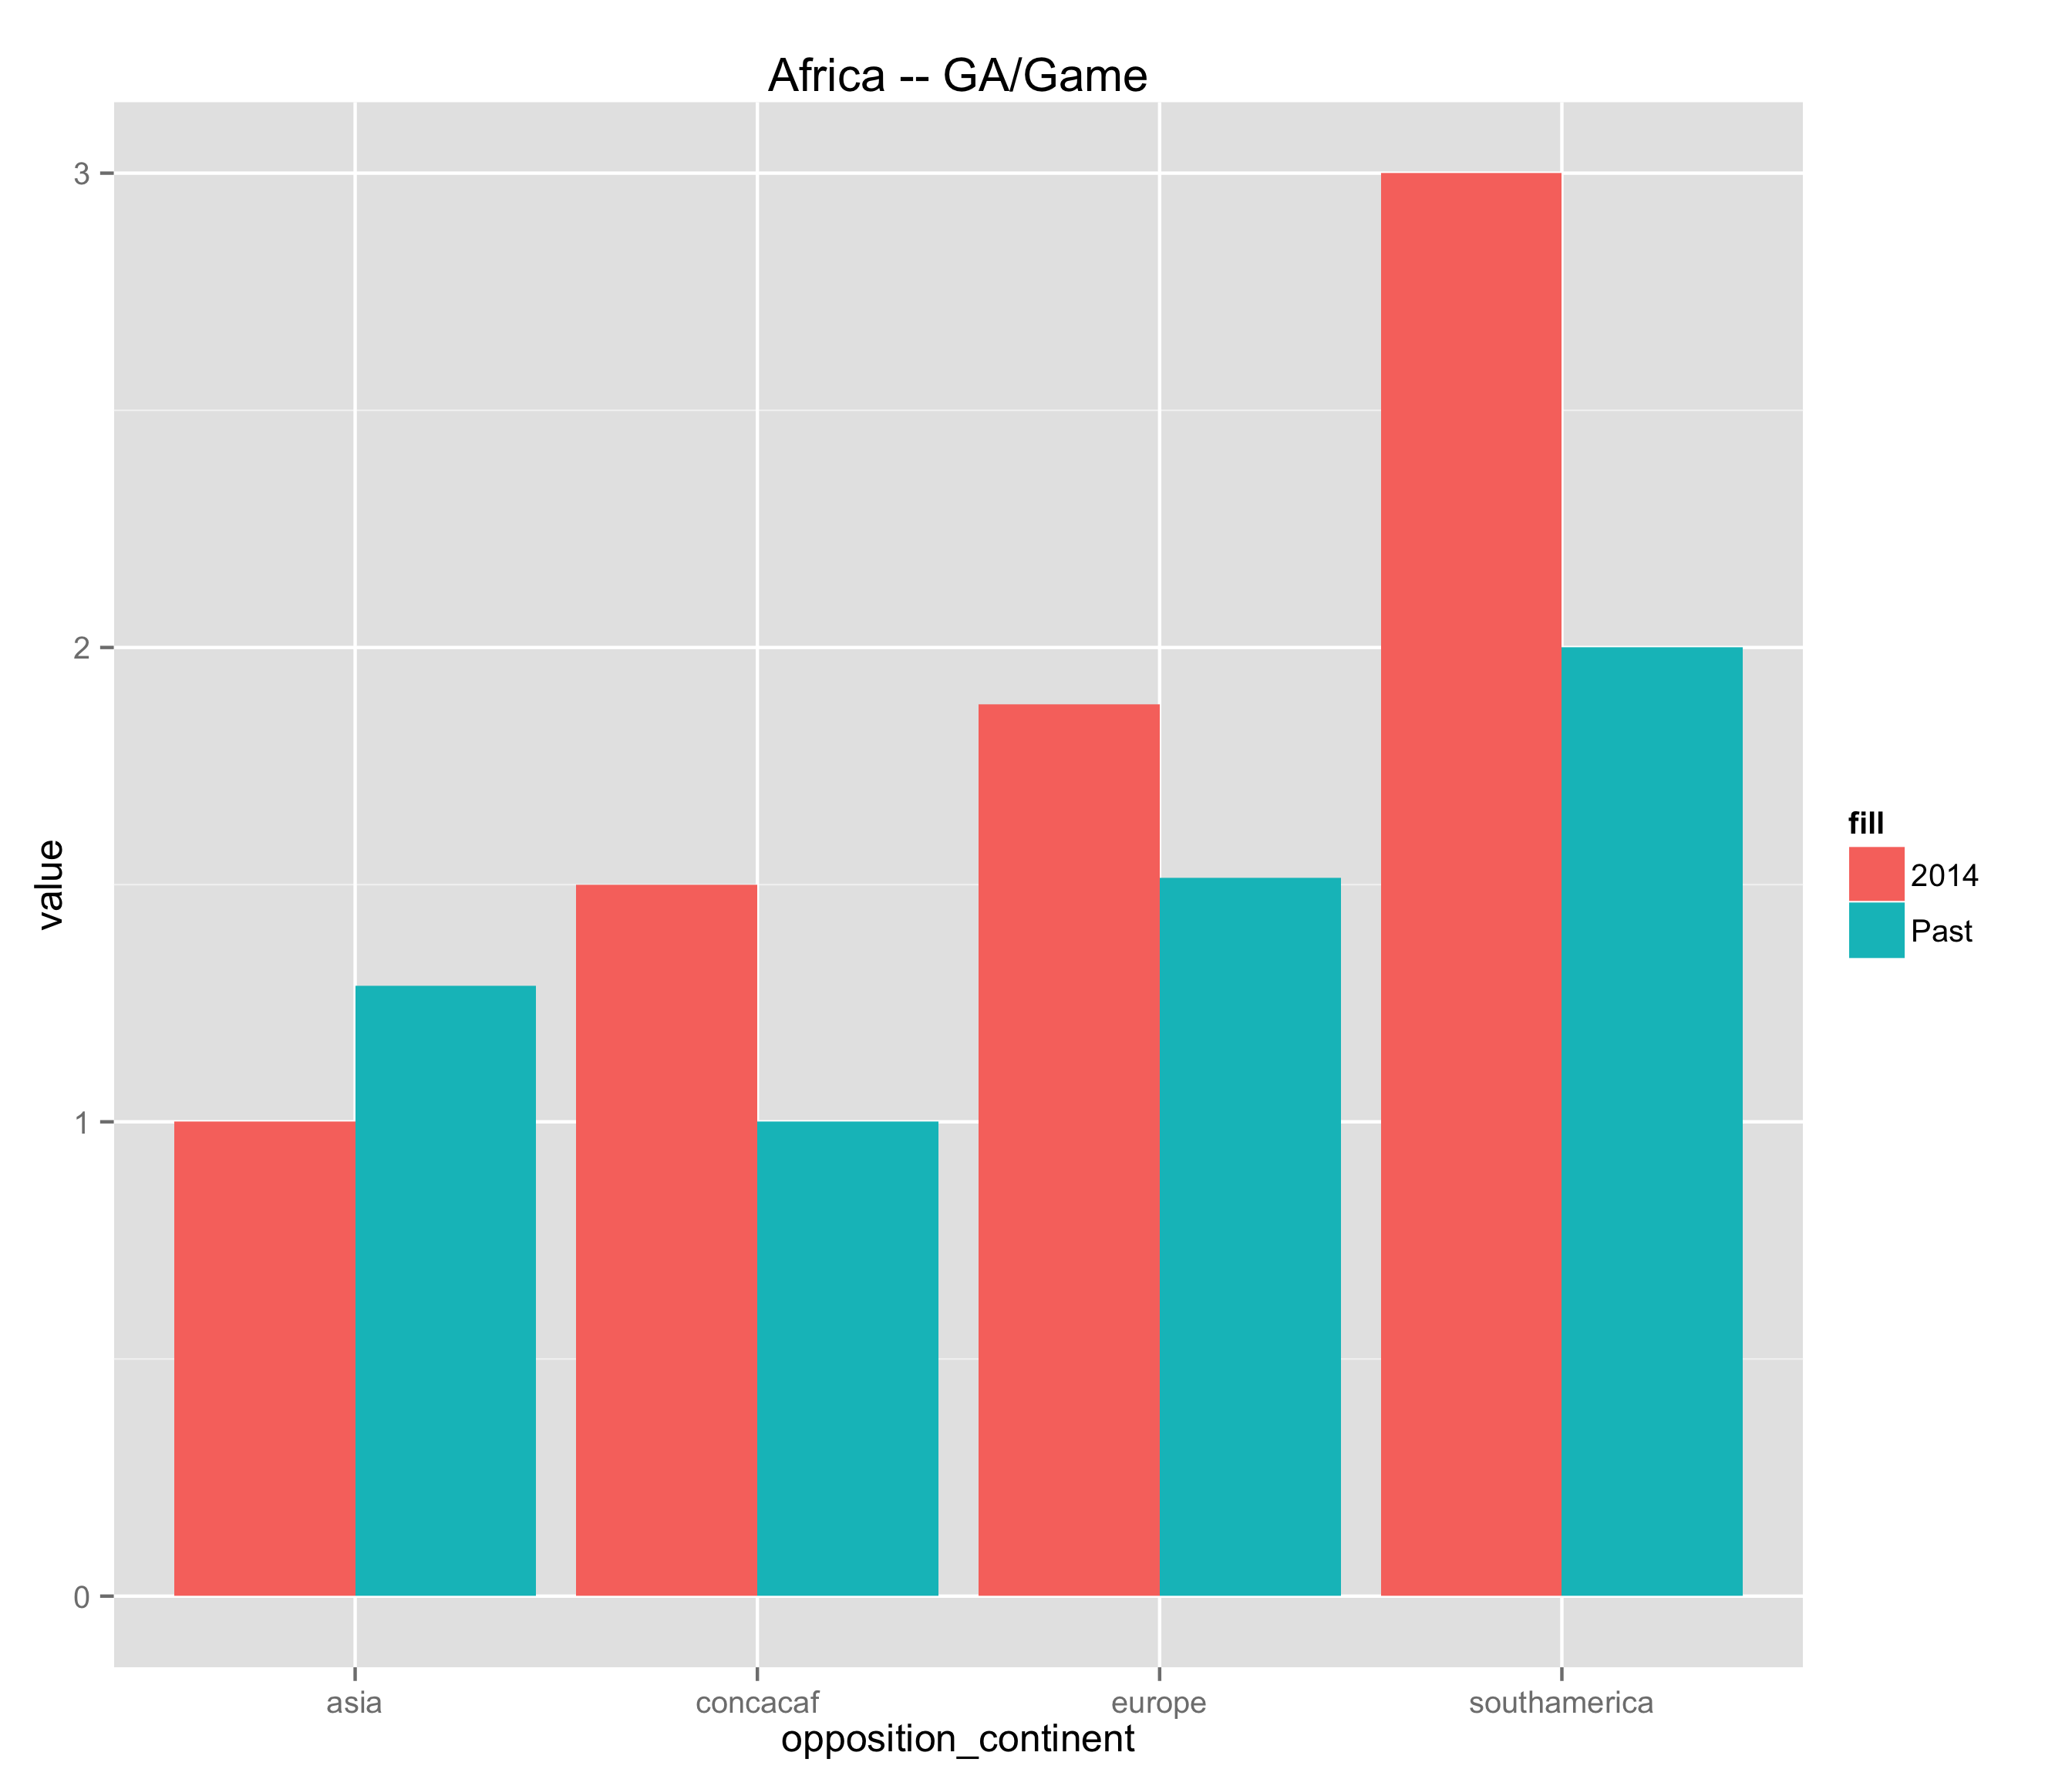 Africa -- GA/Game
3
2
1
0
value
asia
concacaf
europe
southamerica
opposition_continent
fill
2014
Past